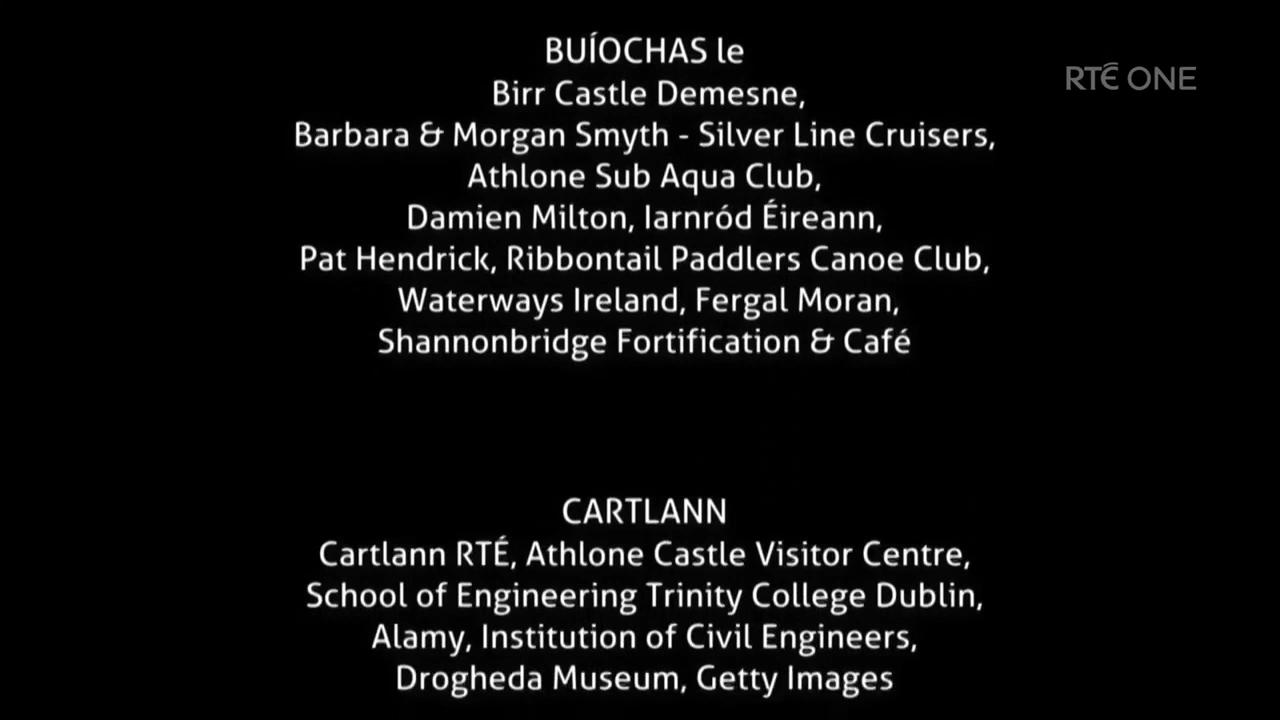 BUÍOCHAS le
RTÉ ONE
Birr Castle Demesne,
Barbara & Morgan Smyth - Silver Line Cruisers,
Athlone Sub Aqua Club,
Damien Milton, Iarnród Éireann,
Pat Hendrick, Ribbontail Paddlers Canoe Club,
Waterways Ireland, Fergal Moran,
Shannonbridge Fortification & Café
CARTLANN
Cartlann RTÉ, Athlone Castle Visitor Centre,
School of Engineering Trinity College Dublin,
Alamy, Institution of Civil Engineers,
Drogheda Museum, Getty Images